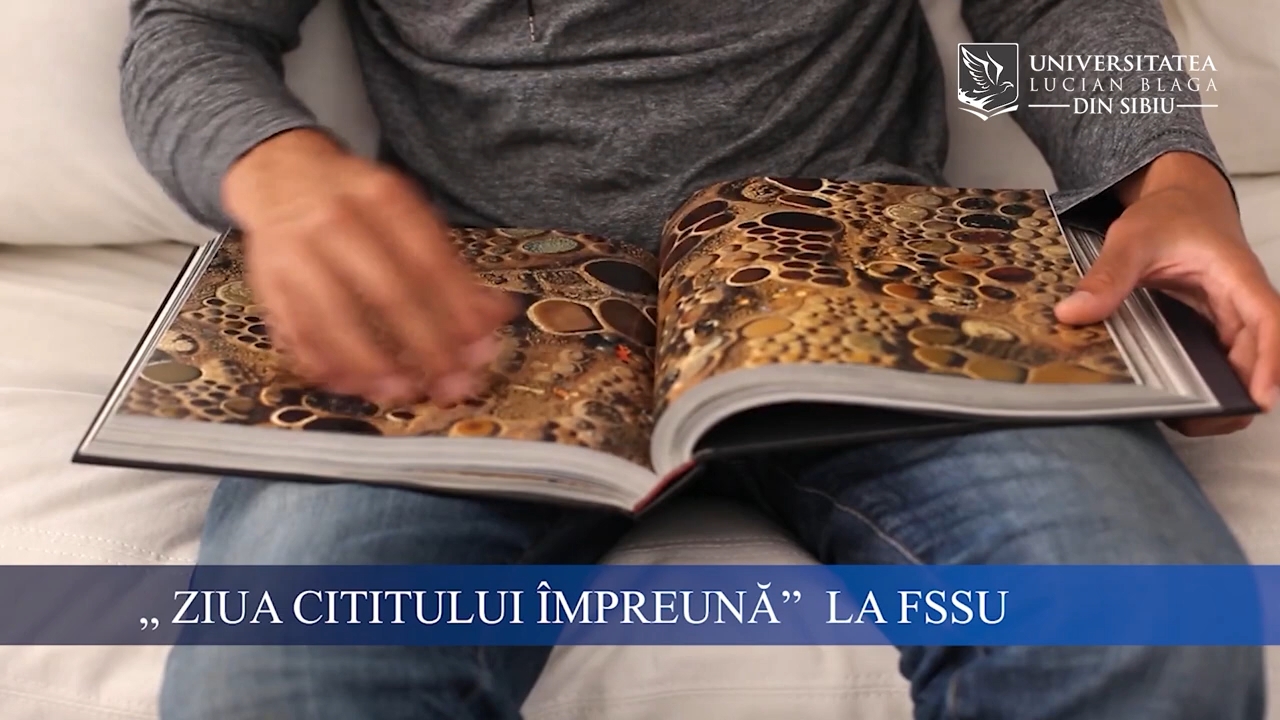 UNIVERSITATEA
LUCIAN BLAGA
DIN SIBIU
„ ZIUA CITITULUI ÎMPREUNĂ” LA FSSU